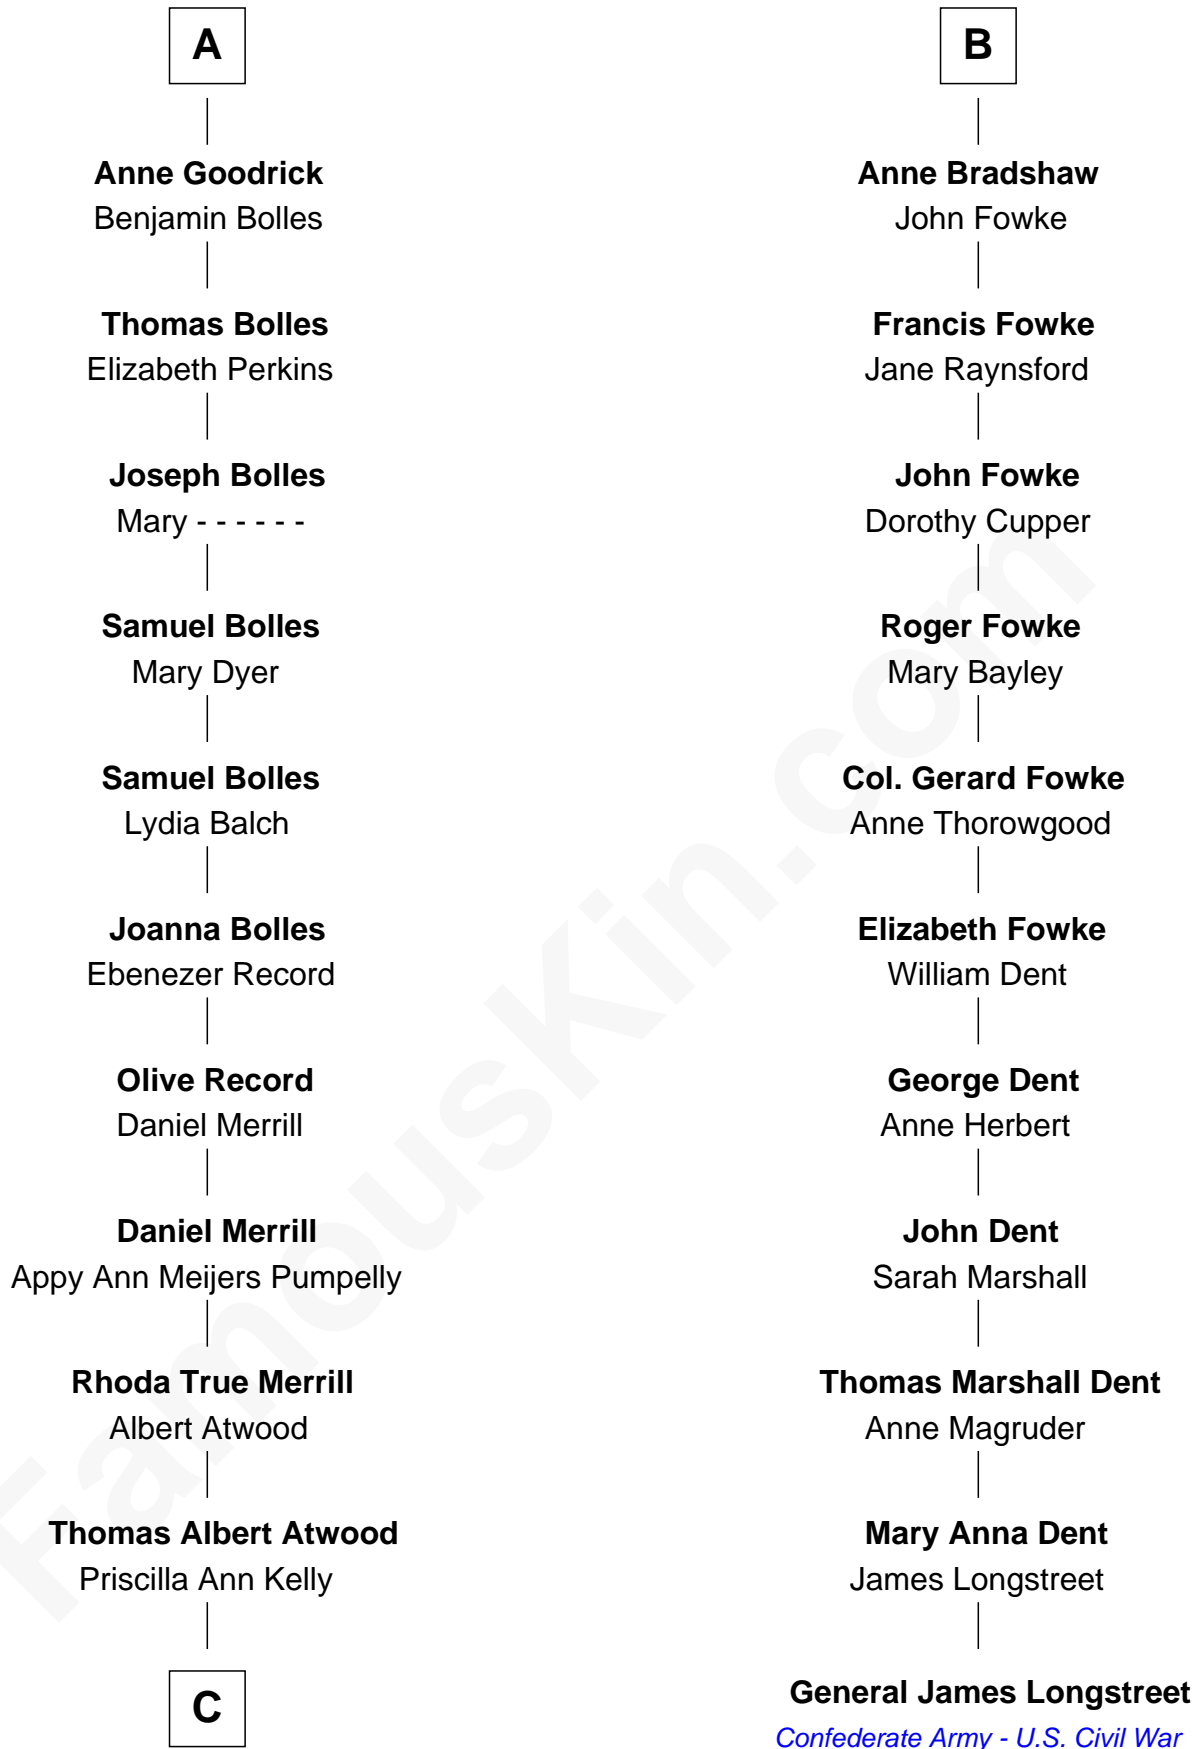 A
Anne Goodrick
Benjamin Bolles
Thomas Bolles
Elizabeth Perkins
Joseph Bolles
Mary - - - - - -
Samuel Bolles
Mary Dyer
Samuel Bolles
Lydia Balch
Joanna Bolles
Ebenezer Record
Olive Record
Daniel Merrill
Daniel Merrill
Appy Ann Meijers Pumpelly
Rhoda True Merrill
Albert Atwood
Thomas Albert Atwood
Priscilla Ann Kelly
C
B
Anne Bradshaw
John Fowke
Francis Fowke
Jane Raynsford
John Fowke
Dorothy Cupper
Roger Fowke
Mary Bayley
Col. Gerard Fowke
Anne Thorowgood
Elizabeth Fowke
William Dent
George Dent
Anne Herbert
John Dent
Sarah Marshall
Thomas Marshall Dent
Anne Magruder
Mary Anna Dent
James Longstreet
General James Longstreet
Confederate Army - U.S. Civil War
FamousKin.com